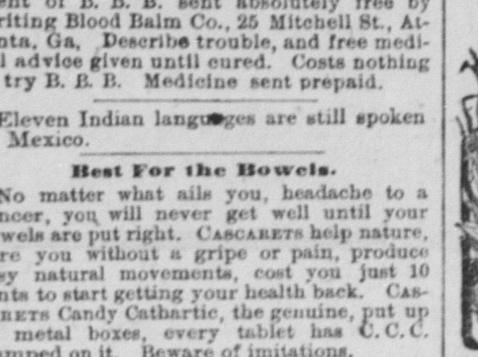 ent of B. B. B. sent absolutely free by
riting Blood Balm Co., 25 Mitchell St., At-
nta, Ga, Describe trouble, and free medi-
l advice given until cured. Costs nothing
try B. B. B. Medicine sent prepaid.
Eleven Indian languages are still spoken
Mexico.
Best For the Bowels.
No matter what ails you, headache to a
ncer, you will never get well until your
wels are put right. CASCARETS help nature,
re you without a gripe or pain, produce
sy natural movements, cost you just 10
nts to start getting your health back. CAS-
RETS Candy Cathartic, the genuine, put up
metal boxes, every tablet has C. C. C.
amped on it. Beware of imitations.